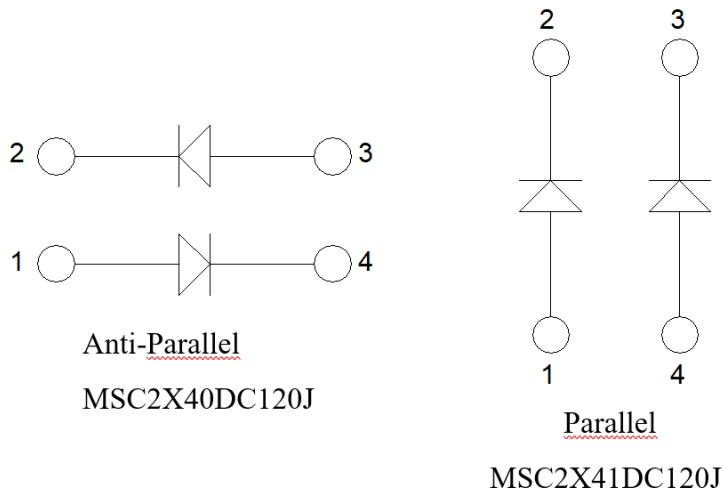 2 3
1 4
Anti-Parallel
MSC2X40DC120J
2 3
1 4
Parallel
MSC2X41DC120J